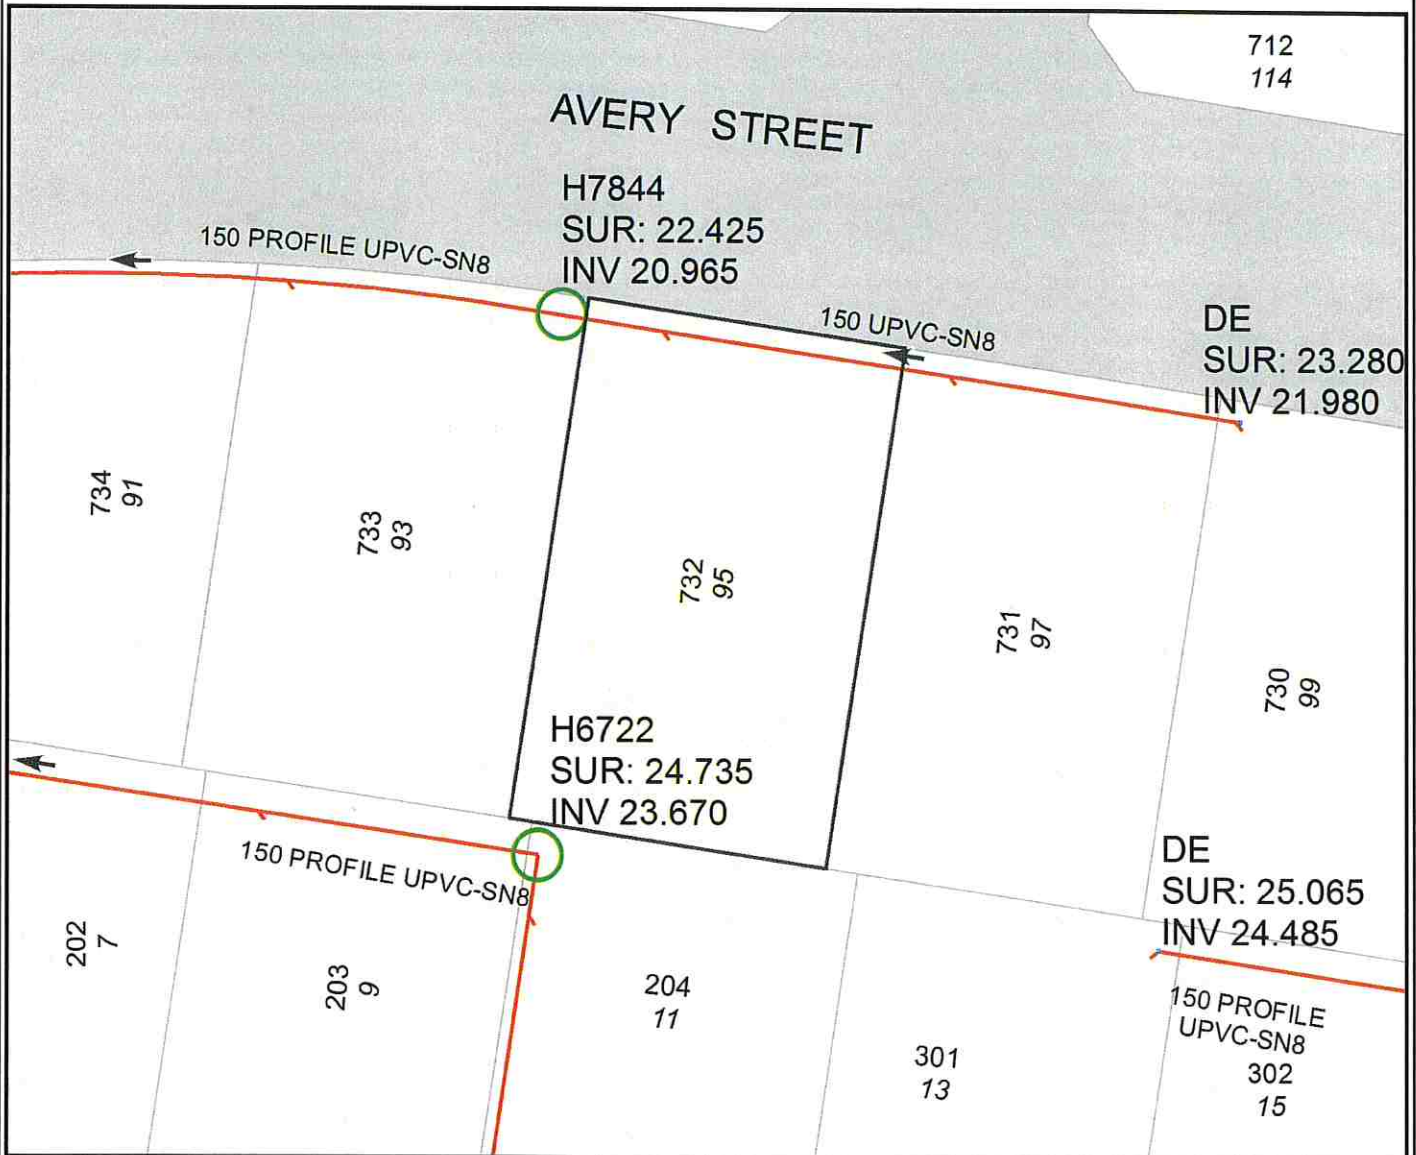 712
114
AVERY STREET
H7844
SUR: 22.425
INV 20.965
150 PROFILE UPVC-SN8
150 UPVC-SN8
DE
SUR: 23.280
INV 21.980
734
91
733
93
732
95
731
97
730
99
H6722
SUR: 24.735
INV 23.670
150 PROFILE UPVC-SN8
DE
SUR: 25.065
INV 24.485
202
7
203
9
204
11
301
13
150 PROFILE
UPVC-SN8
302
15